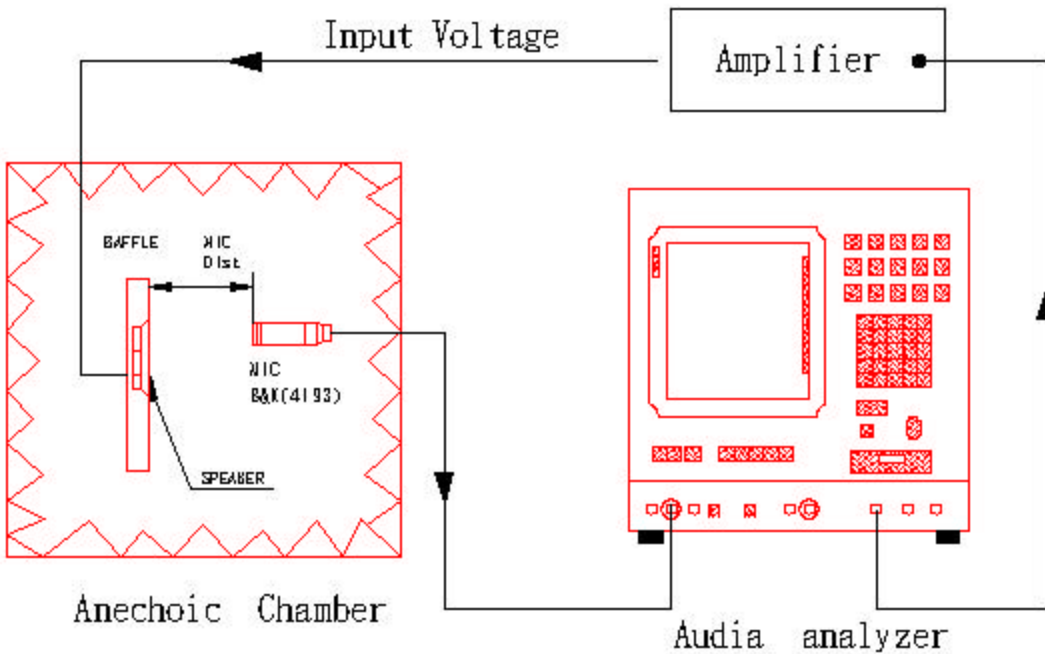 Input Voltage
Amplifier
BAFFLE
MIC
Dist
MIC
B&K(4193)
SPEAKER
Anechoic Chamber
Audia analyzer